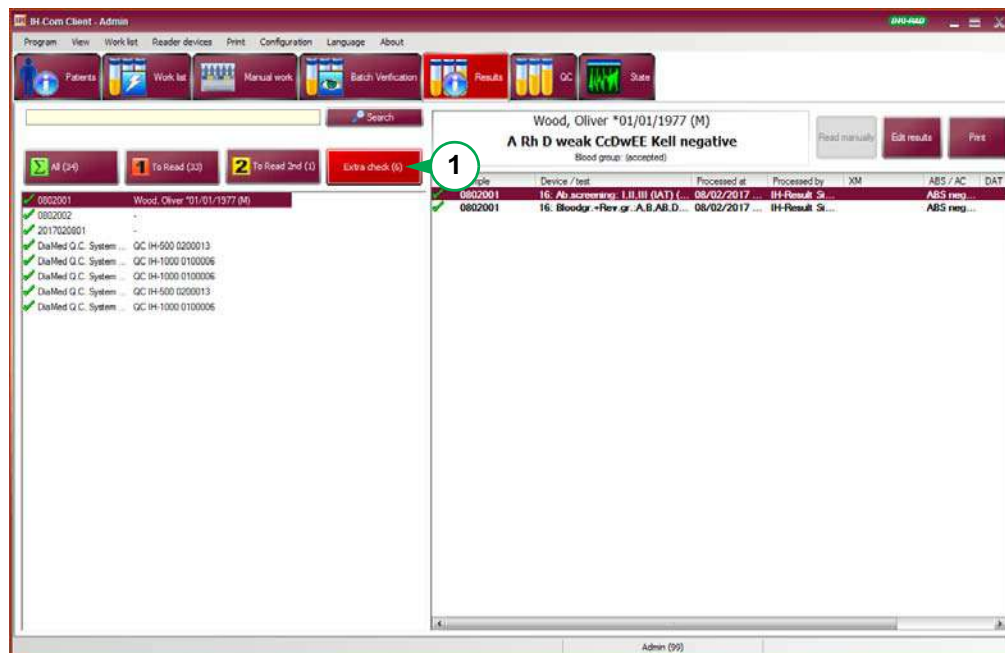 IH-Com Client - Admin
BIO-RAD
Program View Work list Reader devices Print Configuration Language About
Patients Work list Manual work Batch Verification Results QC State
Search
All (34) To Read (33) To Read 2nd (1) Extra check (6)
1
0802001 Wood, Oliver *01/01/1977 (M)
0802002 -
2017020801 -
DiaMed Q.C. System ... QC IH-500 0200013
DiaMed Q.C. System ... QC IH-1000 0100006
DiaMed Q.C. System ... QC IH-1000 0100006
DiaMed Q.C. System ... QC IH-500 0200013
DiaMed Q.C. System ... QC IH-1000 0100006
Wood, Oliver *01/01/1977 (M)
A Rh D weak CcDwEE Kell negative
Blood group: (accepted)
Read manually Edit results Print
Device / test Processed at Processed by XM ABS / AC DAT
0802001 16: Ab.screening: I,II,III (IAT) (... 08/02/2017 ... IH-Result Si... ABS neg...
0802001 16: Bloodgr.+Rev.gr.:A,B,AB,D... 08/02/2017 ... IH-Result Si... ABS neg...
Admin (99)